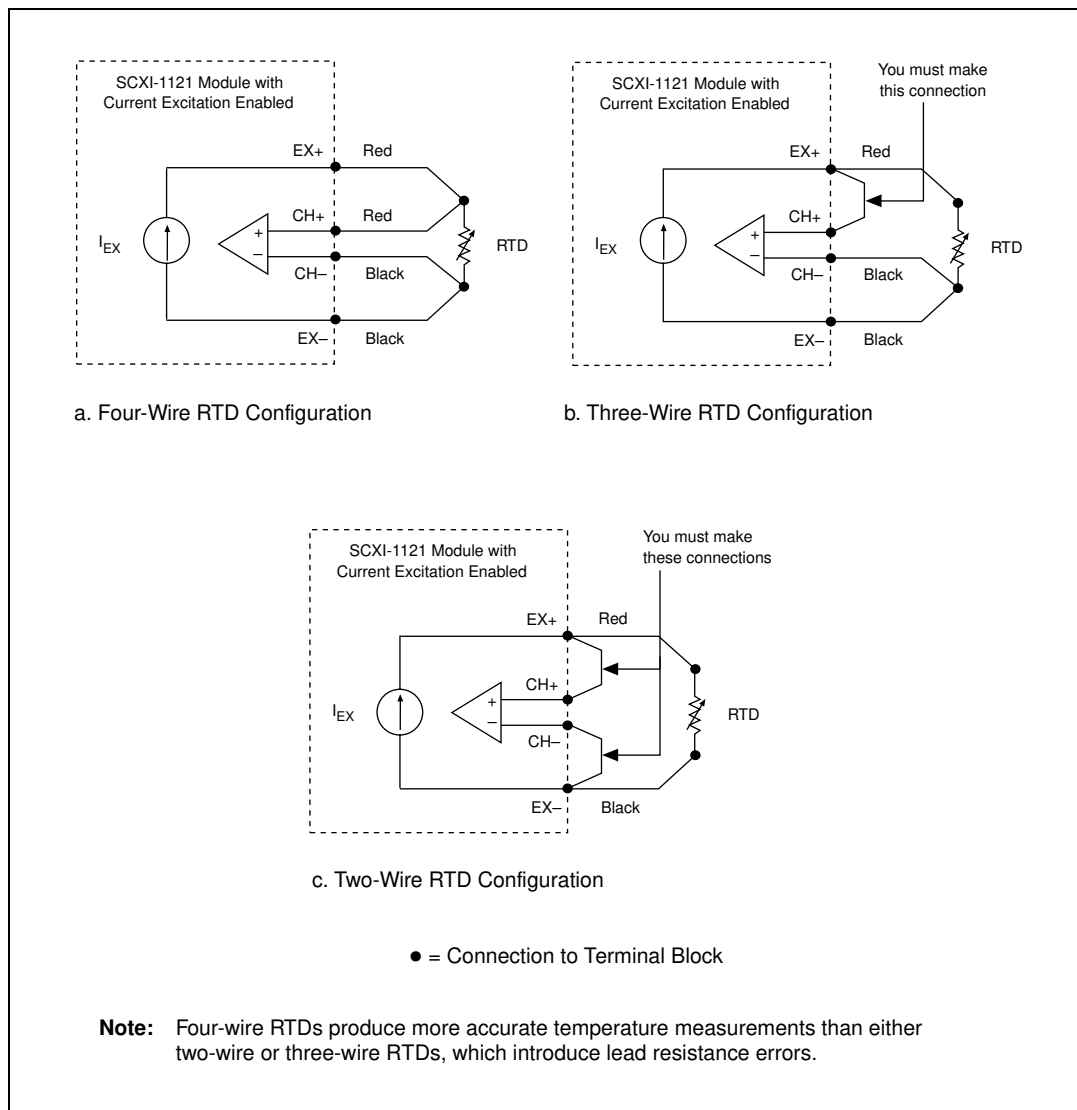 SCXI-1121 Module with
Current Excitation Enabled
EX+
Red
CH+
Red
I_EX
+
–
RTD
CH–
Black
EX–
Black
a. Four-Wire RTD Configuration
You must make
this connection
SCXI-1121 Module with
Current Excitation Enabled
EX+
Red
CH+
I_EX
+
–
RTD
CH–
Black
EX–
Black
b. Three-Wire RTD Configuration
SCXI-1121 Module with
Current Excitation Enabled
You must make
these connections
EX+
Red
CH+
I_EX
+
–
RTD
CH–
EX–
Black
c. Two-Wire RTD Configuration
● = Connection to Terminal Block
Note: Four-wire RTDs produce more accurate temperature measurements than either
two-wire or three-wire RTDs, which introduce lead resistance errors.